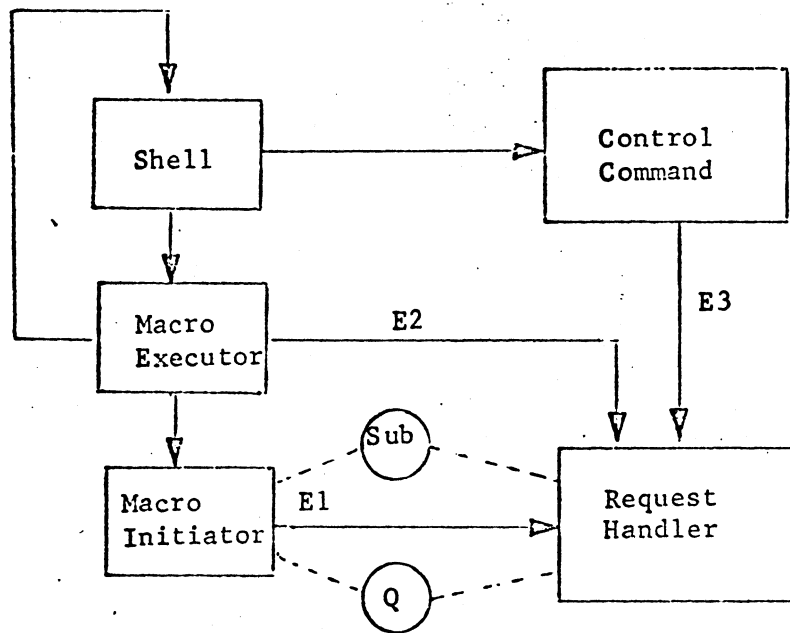 Shell
Control
Command
E3
E2
Macro
Executor
Sub
Macro
Initiator
E1
Request
Handler
Q